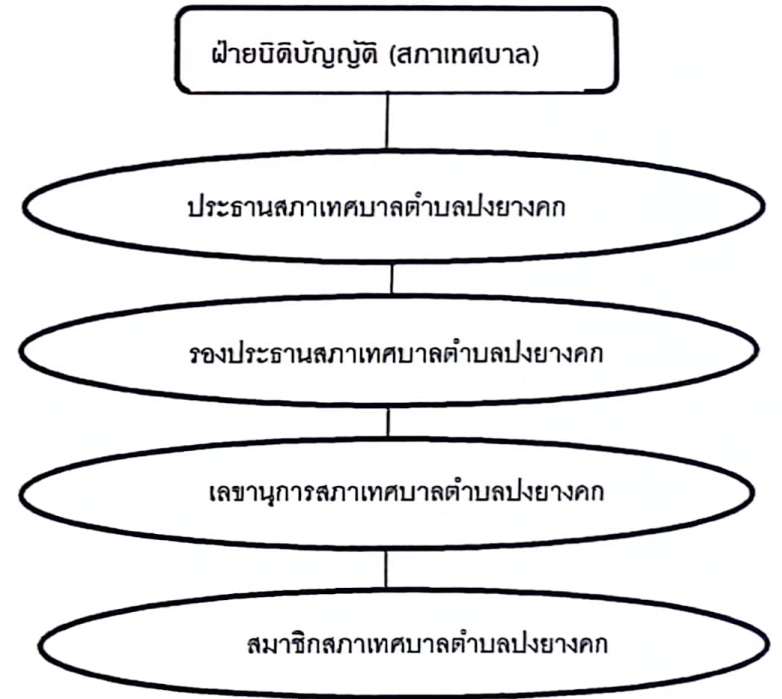 ฝ่ายนิติบัญญัติ (สภาเทศบาล)
ประธานสภาเทศบาลตำบลปงยางคก
รองประธานสภาเทศบาลตำบลปงยางคก
เลขานุการสภาเทศบาลตำบลปงยางคก
สมาชิกสภาเทศบาลตำบลปงยางคก